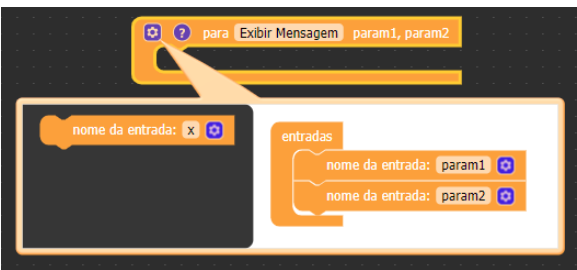 ? para Exibir Mensagem param1, param2
nome da entrada: x
entradas
nome da entrada: param1
nome da entrada: param2